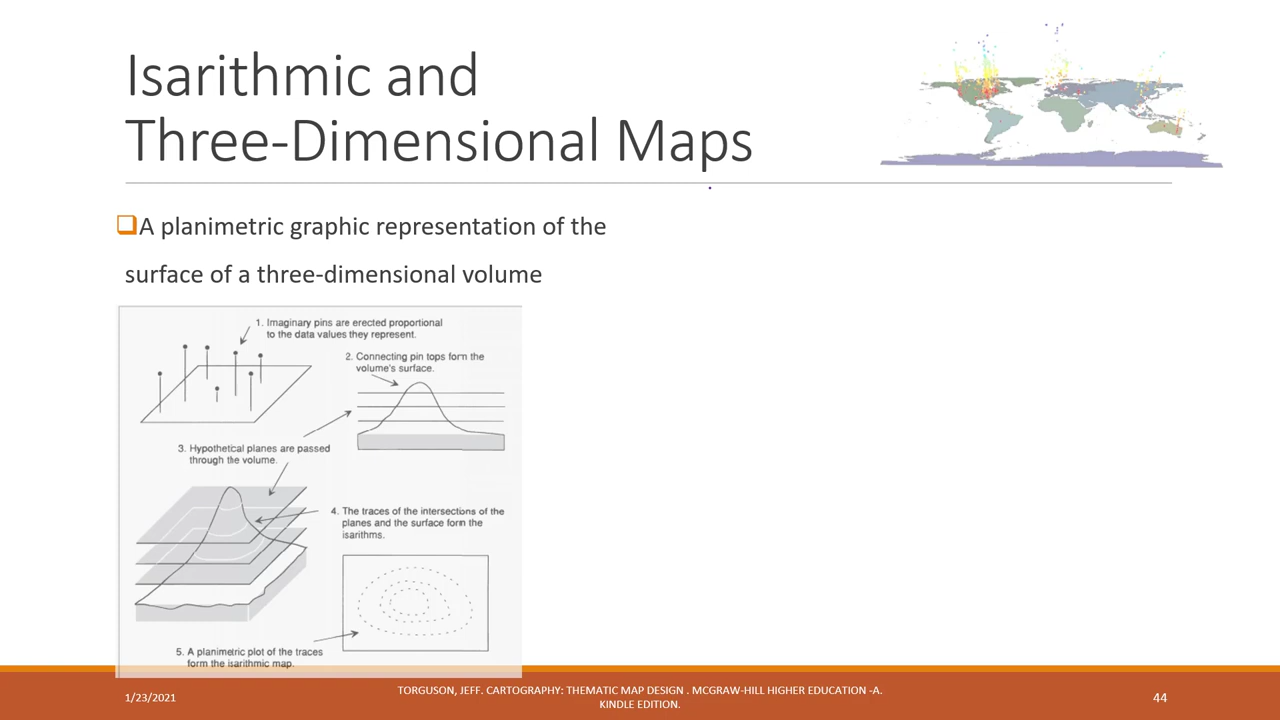 Isarithmic and
Three-Dimensional Maps
A planimetric graphic representation of the
surface of a three-dimensional volume
1. Imaginary pins are erected proportional
to the data values they represent.
2. Connecting pin tops form the
volume's surface.
3. Hypothetical planes are passed
through the volume.
4. The traces of the intersections of the
planes and the surface form the
isarithms.
5. A planimetric plot of the traces
form the isarithmic map.
1/23/2021
TORGUSON, JEFF. CARTOGRAPHY: THEMATIC MAP DESIGN . MCGRAW-HILL HIGHER EDUCATION -A.
KINDLE EDITION.
44